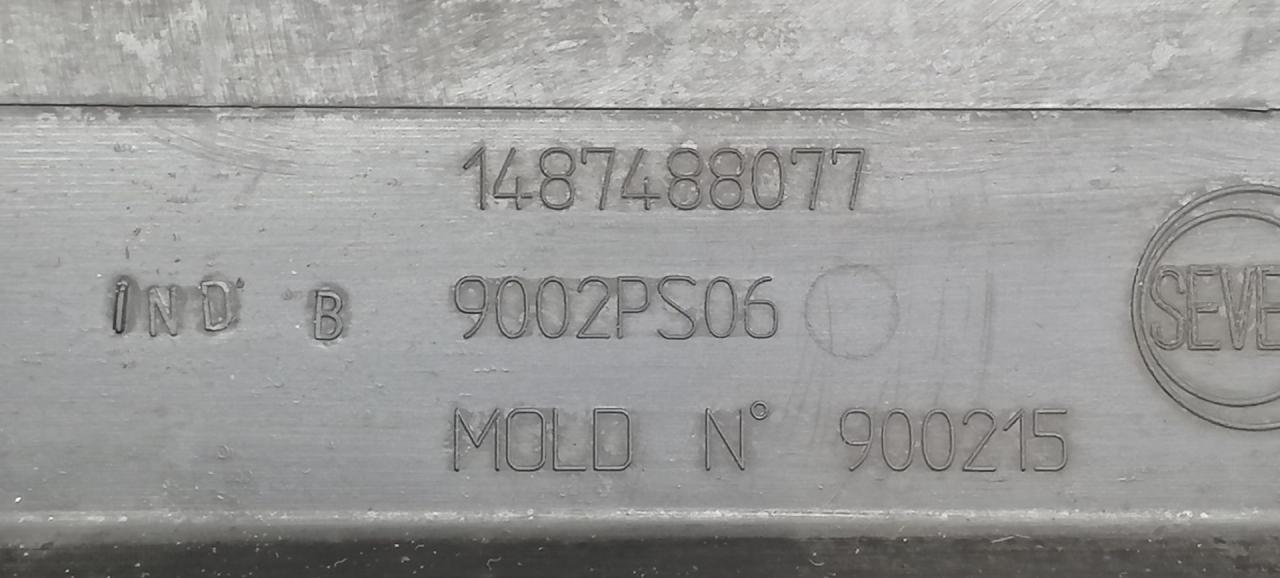 1487488077
IND B 9002PS06
SEVE
MOLD N° 900215